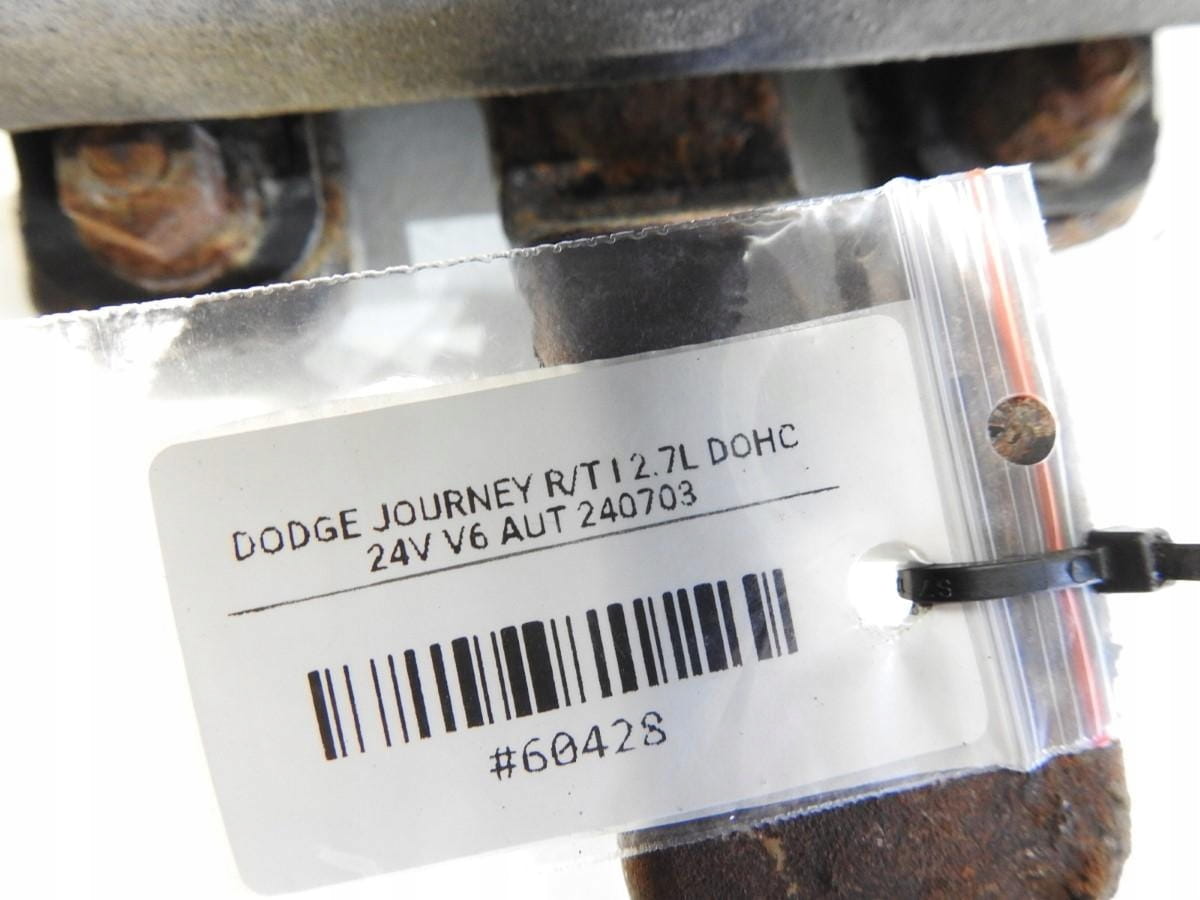 DODGE JOURNEY R/T I 2.7L DOHC
24V V6 AUT 240703
#60428